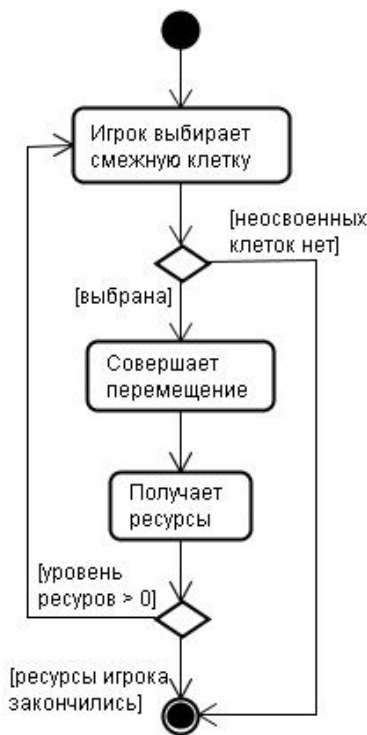 Игрок выбирает
смежную клетку
[неосвоенных
клеток нет]
[выбрана]
Совершает
перемещение
Получает
ресурсы
[уровень
ресуров > 0]
[ресурсы игрока
закончились]